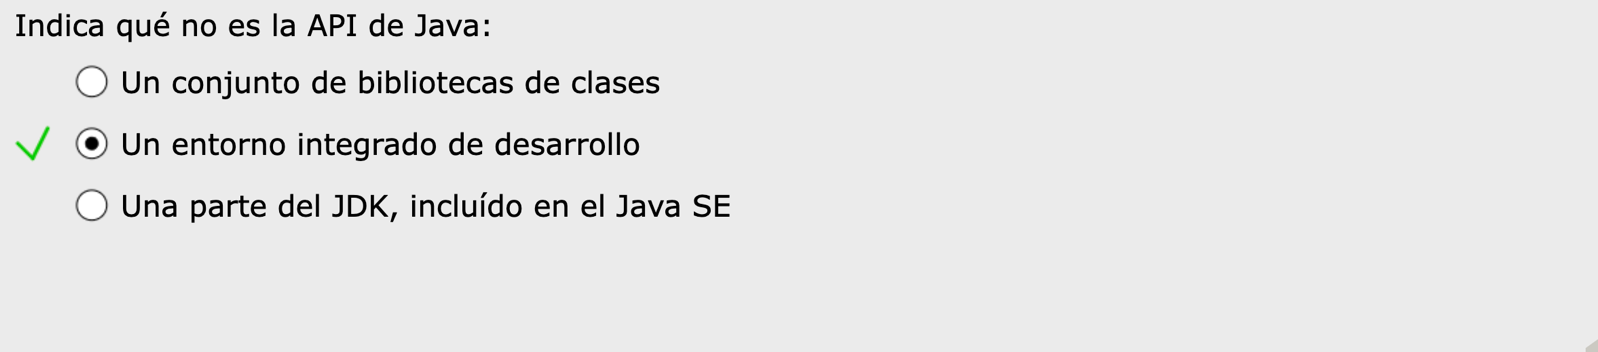 Indica qué no es la API de Java:
Un conjunto de bibliotecas de clases
Un entorno integrado de desarrollo
Una parte del JDK, incluído en el Java SE